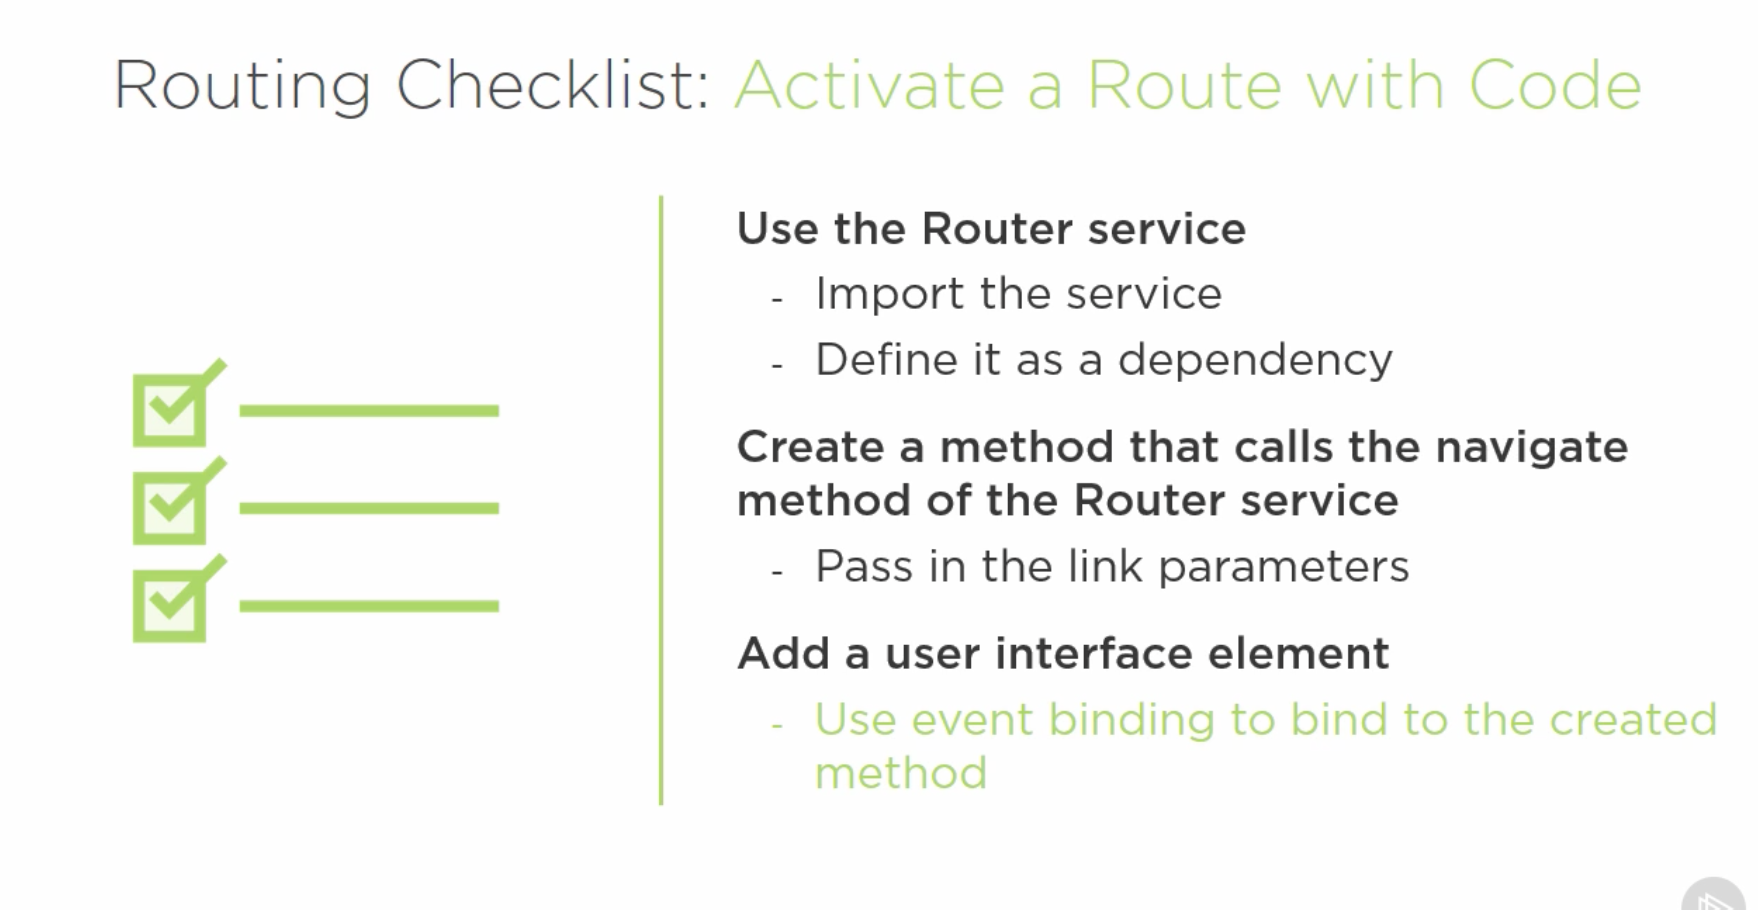 Routing Checklist: Activate a Route with Code
Use the Router service
- Import the service
- Define it as a dependency
Create a method that calls the navigate
method of the Router service
- Pass in the link parameters
Add a user interface element
- Use event binding to bind to the created
method